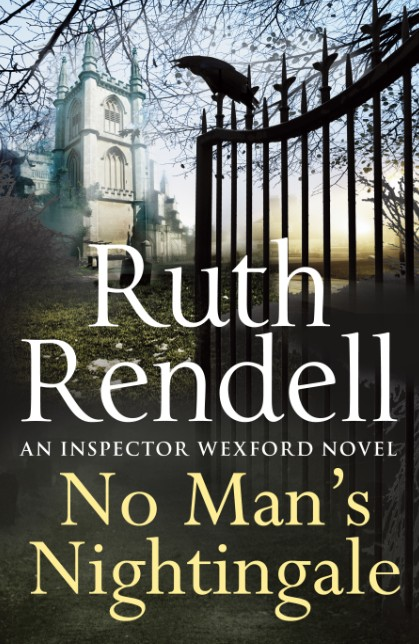 Ruth
Rendell
AN INSPECTOR WEXFORD NOVEL
No Man's
Nightingale